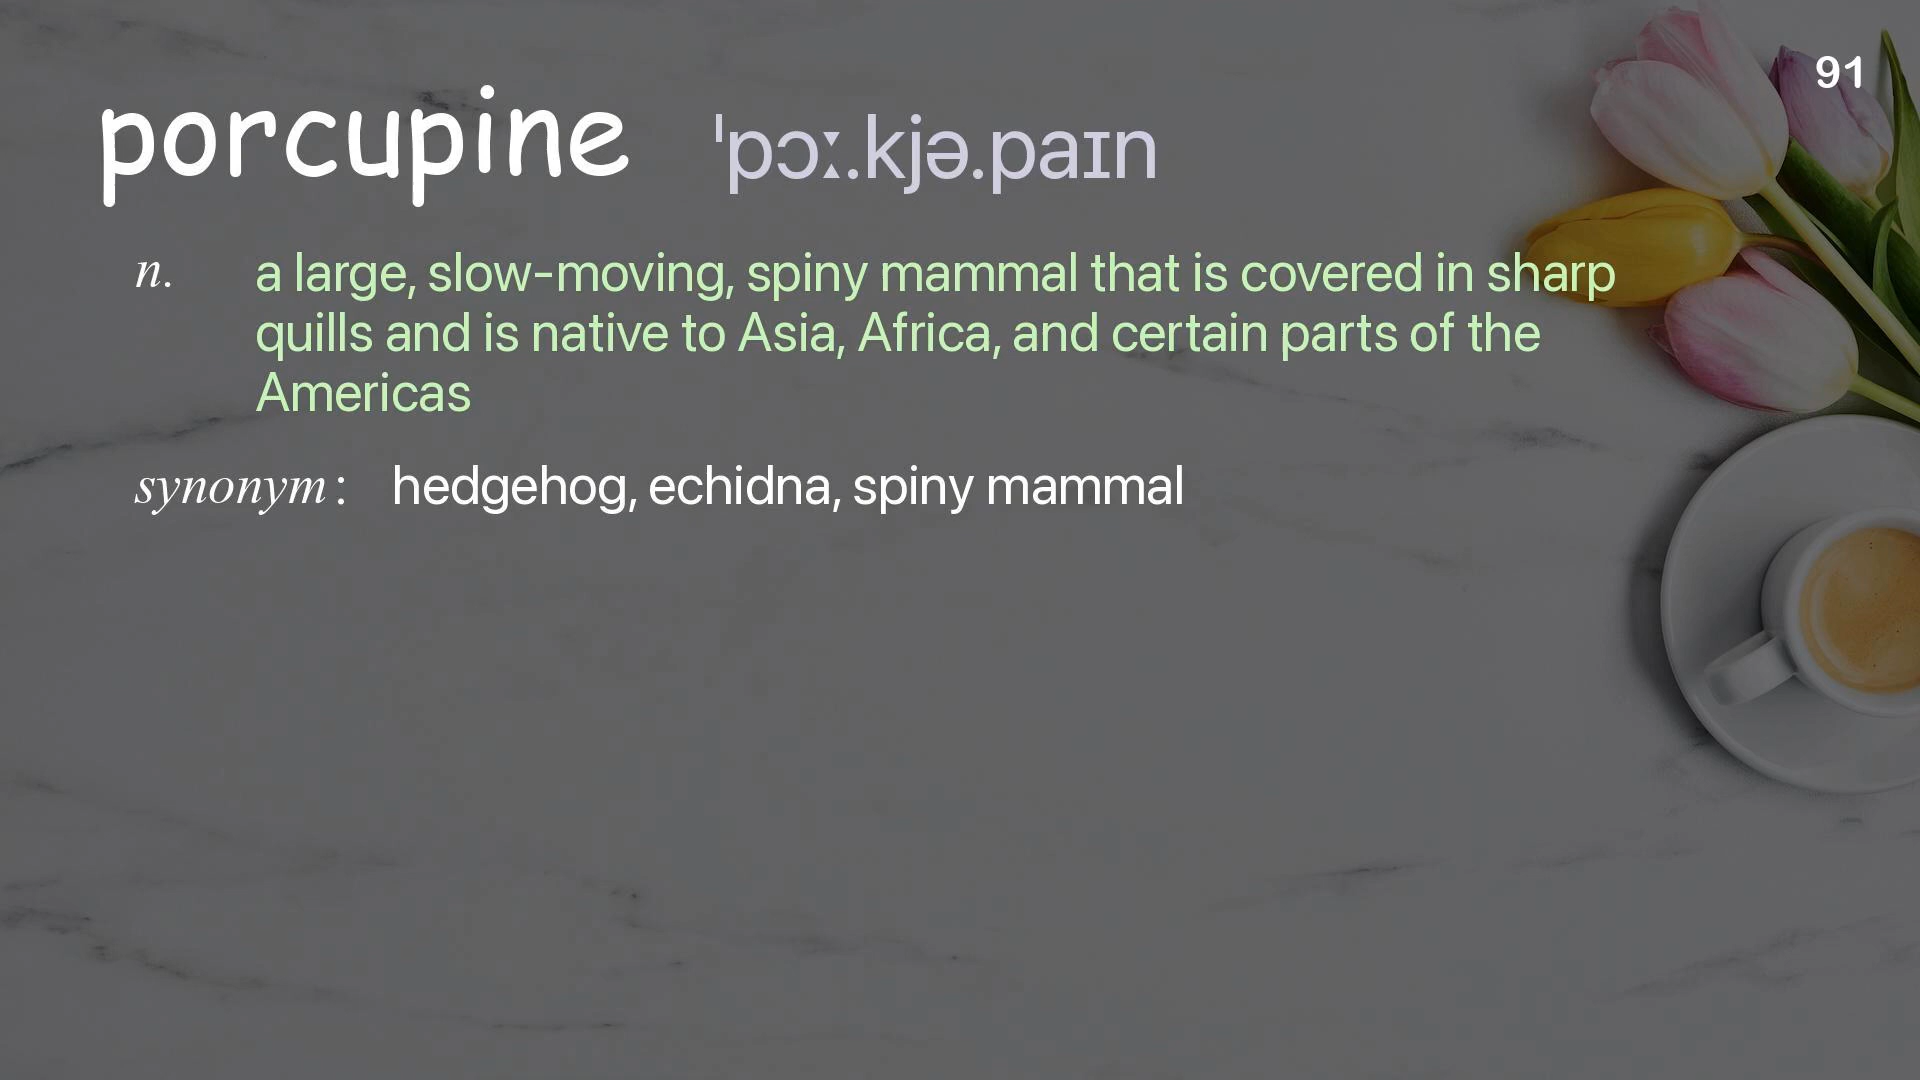 91
porcupine ˈpɔː.kjə.paɪn
n. a large, slow-moving, spiny mammal that is covered in sharp
quills and is native to Asia, Africa, and certain parts of the
Americas
synonym : hedgehog, echidna, spiny mammal